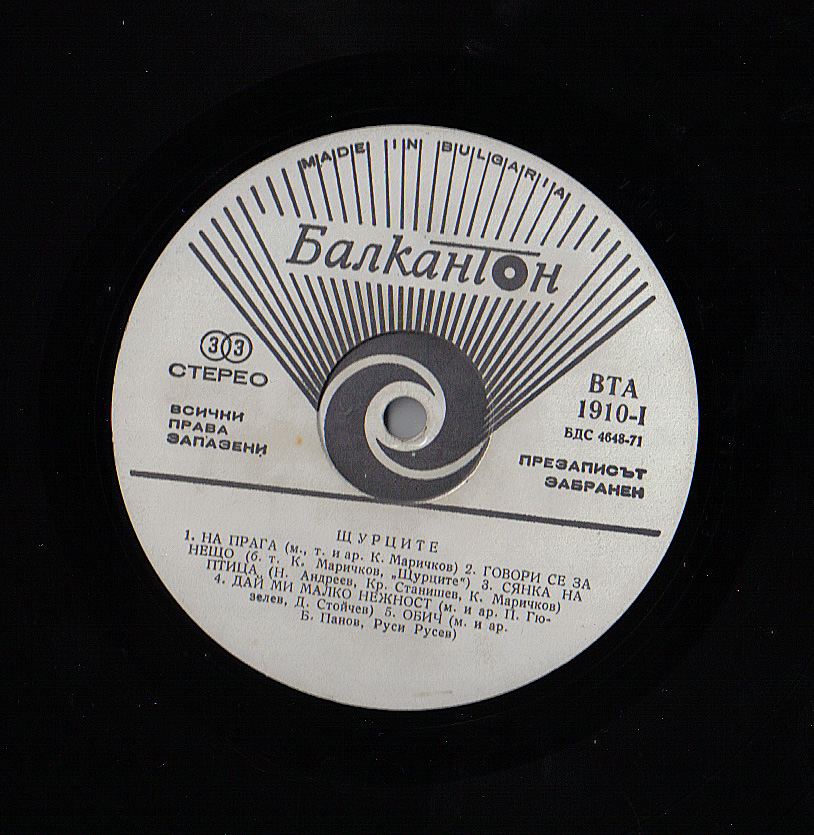 MADE IN BULGARIA
Балкантон
33
СТЕРЕО
ВСИЧКИ
ПРАВА
ЗАПАЗЕНИ
ВТА
1910-I
БДС 4648-71
ПРЕЗАПИСЪТ
ЗАБРАНЕН
ЩУРЦИТЕ
1. НА ПРАГА (м., т. и ар. К. Маричков) 2. ГОВОРИ СЕ ЗА
НЕЩО (б. т. К. Маричков, „Щурците") 3. СЯНКА НА
ПТИЦА (Н. Андреев, Кр. Станишев, К. Маричков)
4. ДАЙ МИ МАЛКО НЕЖНОСТ (м. и ар. П. Гю-
зелев, Д. Стойчев) 5. ОБИЧ (м. и ар.
Б. Панов, Руси Русев)